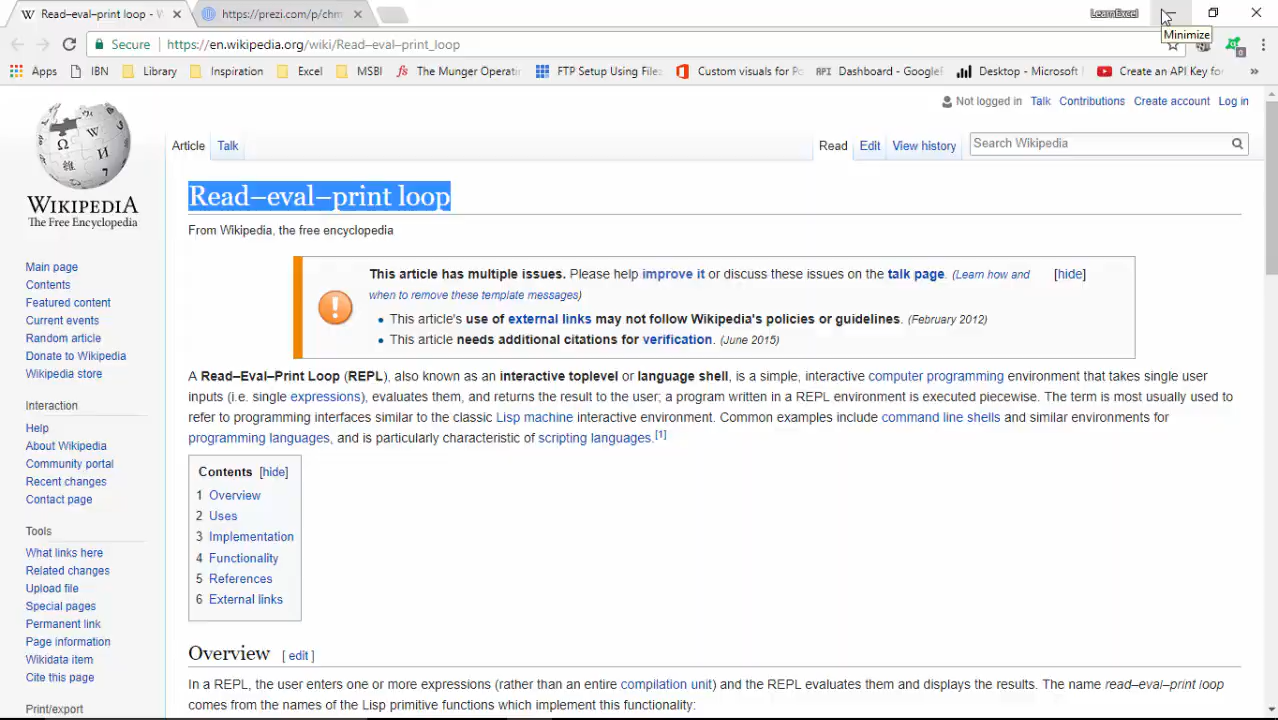 Read–eval–print loop - W
https://prezi.com/p/chm
LearnExcel
Minimize
Secure
https://en.wikipedia.org/wiki/Read–eval–print_loop
Apps
IBN
Library
Inspiration
Excel
MSBI
The Munger Operati
FTP Setup Using File
Custom visuals for Po
API Dashboard - Google
Desktop - Microsoft
Create an API Key for
»
Not logged in Talk Contributions Create account Log in
Article Talk
Read Edit View history
Search Wikipedia
WIKIPEDIA
The Free Encyclopedia
Read–eval–print loop
From Wikipedia, the free encyclopedia
This article has multiple issues. Please help improve it or discuss these issues on the talk page. (Learn how and
when to remove these template messages)
[hide]
• This article's use of external links may not follow Wikipedia's policies or guidelines. (February 2012)
• This article needs additional citations for verification. (June 2015)
A Read–Eval–Print Loop (REPL), also known as an interactive toplevel or language shell, is a simple, interactive computer programming environment that takes single user
inputs (i.e. single expressions), evaluates them, and returns the result to the user; a program written in a REPL environment is executed piecewise. The term is most usually used to
refer to programming interfaces similar to the classic Lisp machine interactive environment. Common examples include command line shells and similar environments for
programming languages, and is particularly characteristic of scripting languages.[1]
Contents [hide]
1 Overview
2 Uses
3 Implementation
4 Functionality
5 References
6 External links
Overview [ edit ]
In a REPL, the user enters one or more expressions (rather than an entire compilation unit) and the REPL evaluates them and displays the results. The name read–eval–print loop
comes from the names of the Lisp primitive functions which implement this functionality:
Main page
Contents
Featured content
Current events
Random article
Donate to Wikipedia
Wikipedia store
Interaction
Help
About Wikipedia
Community portal
Recent changes
Contact page
Tools
What links here
Related changes
Upload file
Special pages
Permanent link
Page information
Wikidata item
Cite this page
Print/export